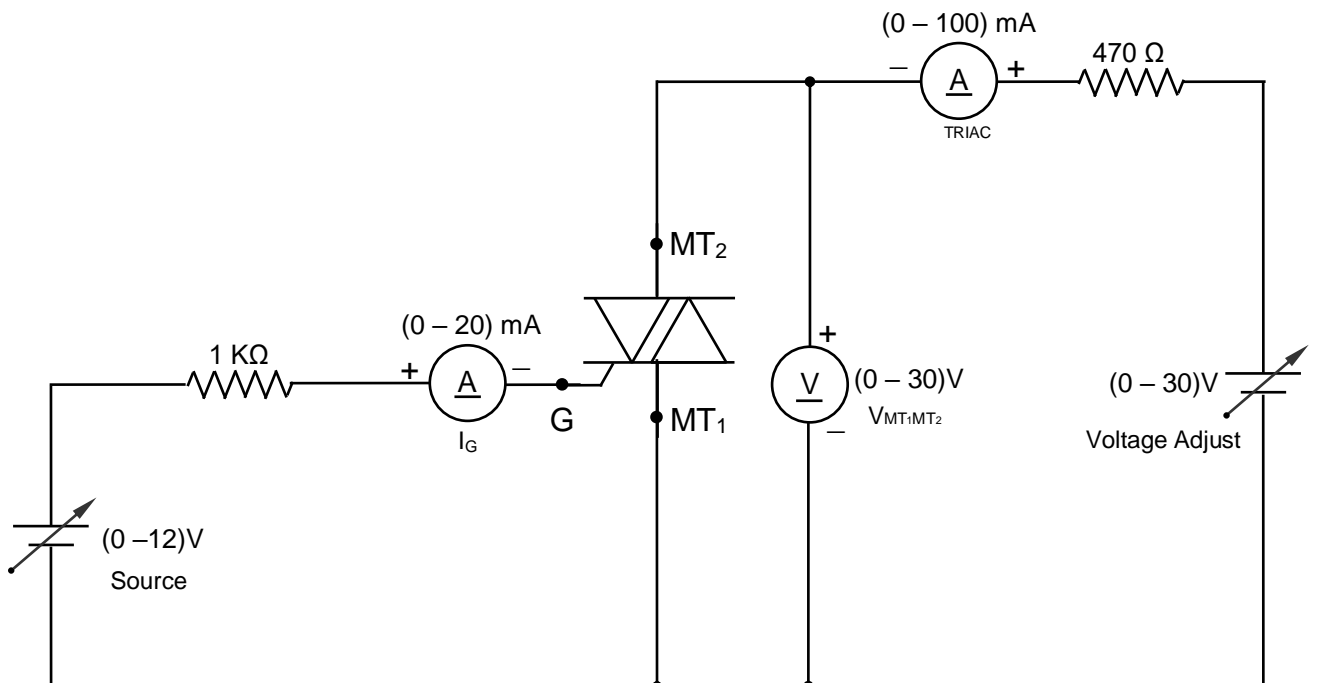 (0 – 100) mA
470 Ω
– A +
TRIAC
MT₂
(0 – 20) mA
1 KΩ
+ A –
I_G
G
MT₁
+
V
(0 – 30)V
V_MT₁MT₂
–
(0 – 30)V
Voltage Adjust
(0 –12)V
Source